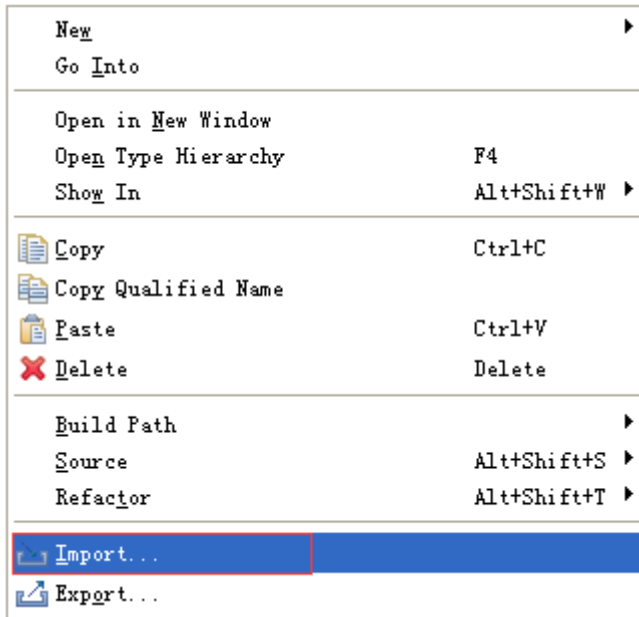 New
Go Into
Open in New Window
Open Type Hierarchy F4
Show In Alt+Shift+W
Copy Ctrl+C
Copy Qualified Name
Paste Ctrl+V
Delete Delete
Build Path
Source Alt+Shift+S
Refactor Alt+Shift+T
Import...
Export...